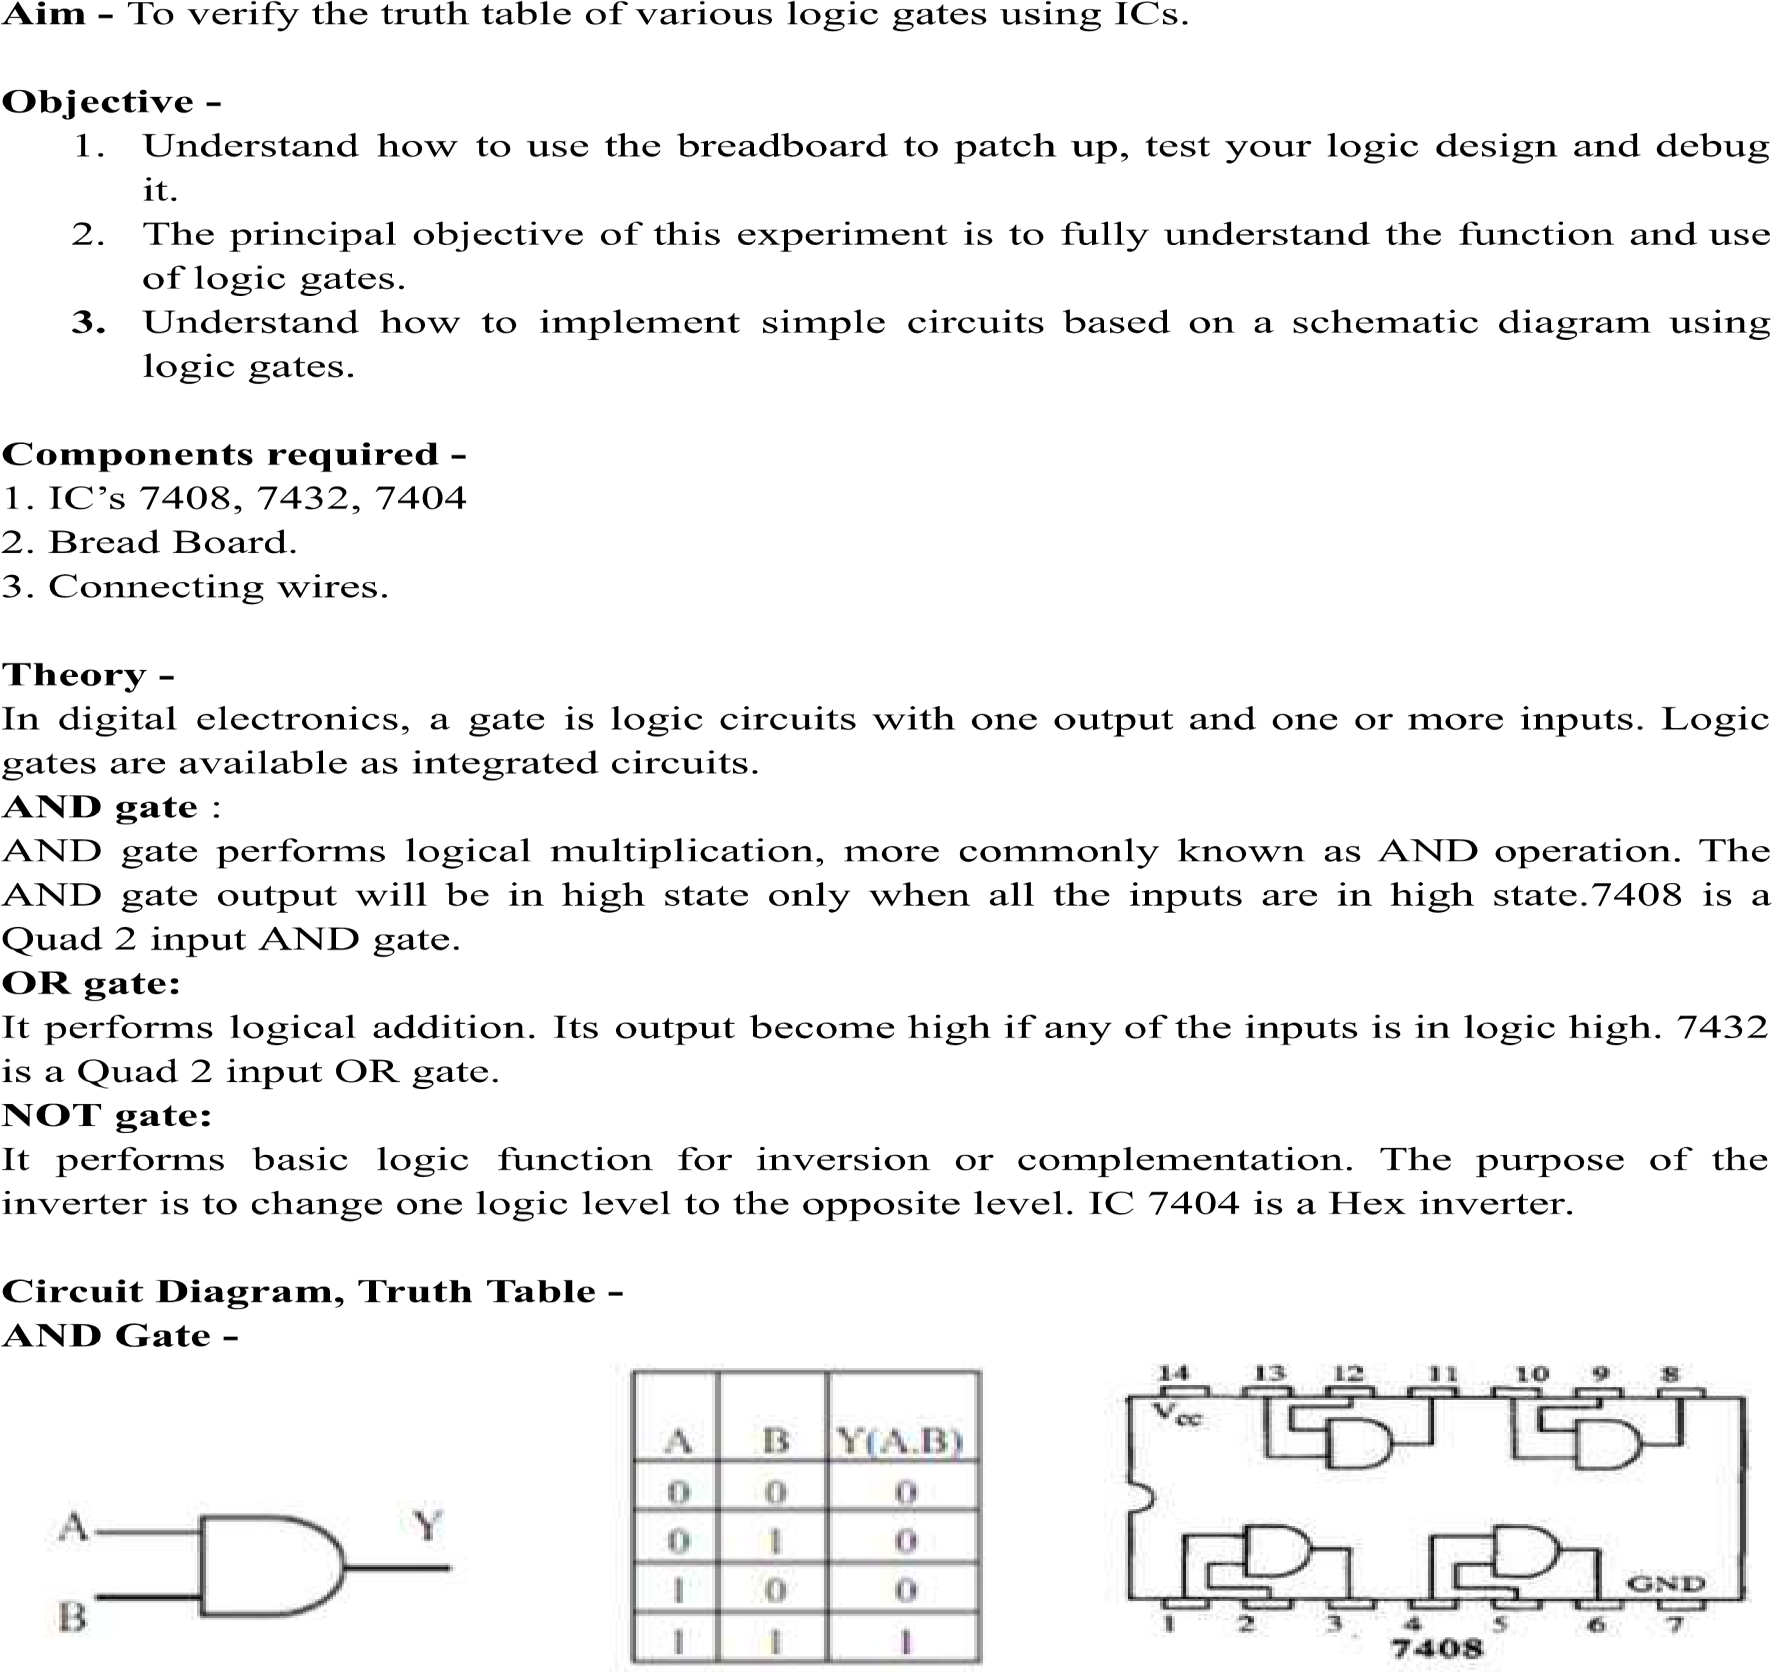 Aim - To verify the truth table of various logic gates using ICs.
Objective -
1. Understand how to use the breadboard to patch up, test your logic design and debug
it.
2. The principal objective of this experiment is to fully understand the function and use
of logic gates.
3. Understand how to implement simple circuits based on a schematic diagram using
logic gates.
Components required -
1. IC’s 7408, 7432, 7404
2. Bread Board.
3. Connecting wires.
Theory -
In digital electronics, a gate is logic circuits with one output and one or more inputs. Logic
gates are available as integrated circuits.
AND gate :
AND gate performs logical multiplication, more commonly known as AND operation. The
AND gate output will be in high state only when all the inputs are in high state.7408 is a
Quad 2 input AND gate.
OR gate:
It performs logical addition. Its output become high if any of the inputs is in logic high. 7432
is a Quad 2 input OR gate.
NOT gate:
It performs basic logic function for inversion or complementation. The purpose of the
inverter is to change one logic level to the opposite level. IC 7404 is a Hex inverter.
Circuit Diagram, Truth Table -
AND Gate -
A
Y
B
A B Y(A.B)
0 0 0
0 1 0
1 0 0
1 1 1
14 13 12 11 10 9 8
Vcc
GND
1 2 3 4 5 6 7
7408